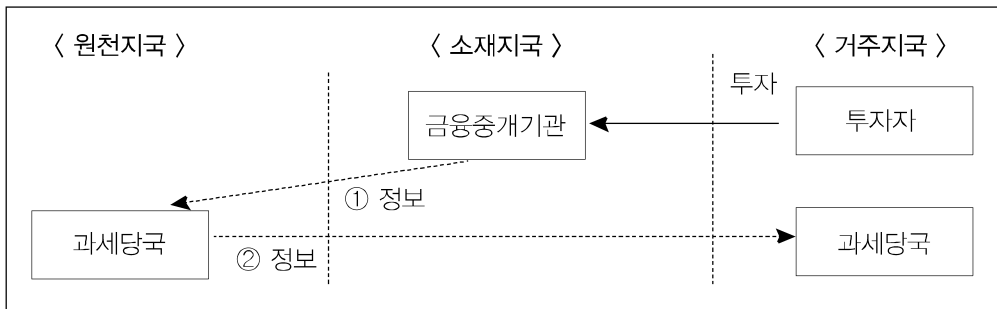 〈 원천지국 〉 〈 소재지국 〉 〈 거주지국 〉
투자
금융중개기관 투자자
① 정보
과세당국 과세당국
② 정보